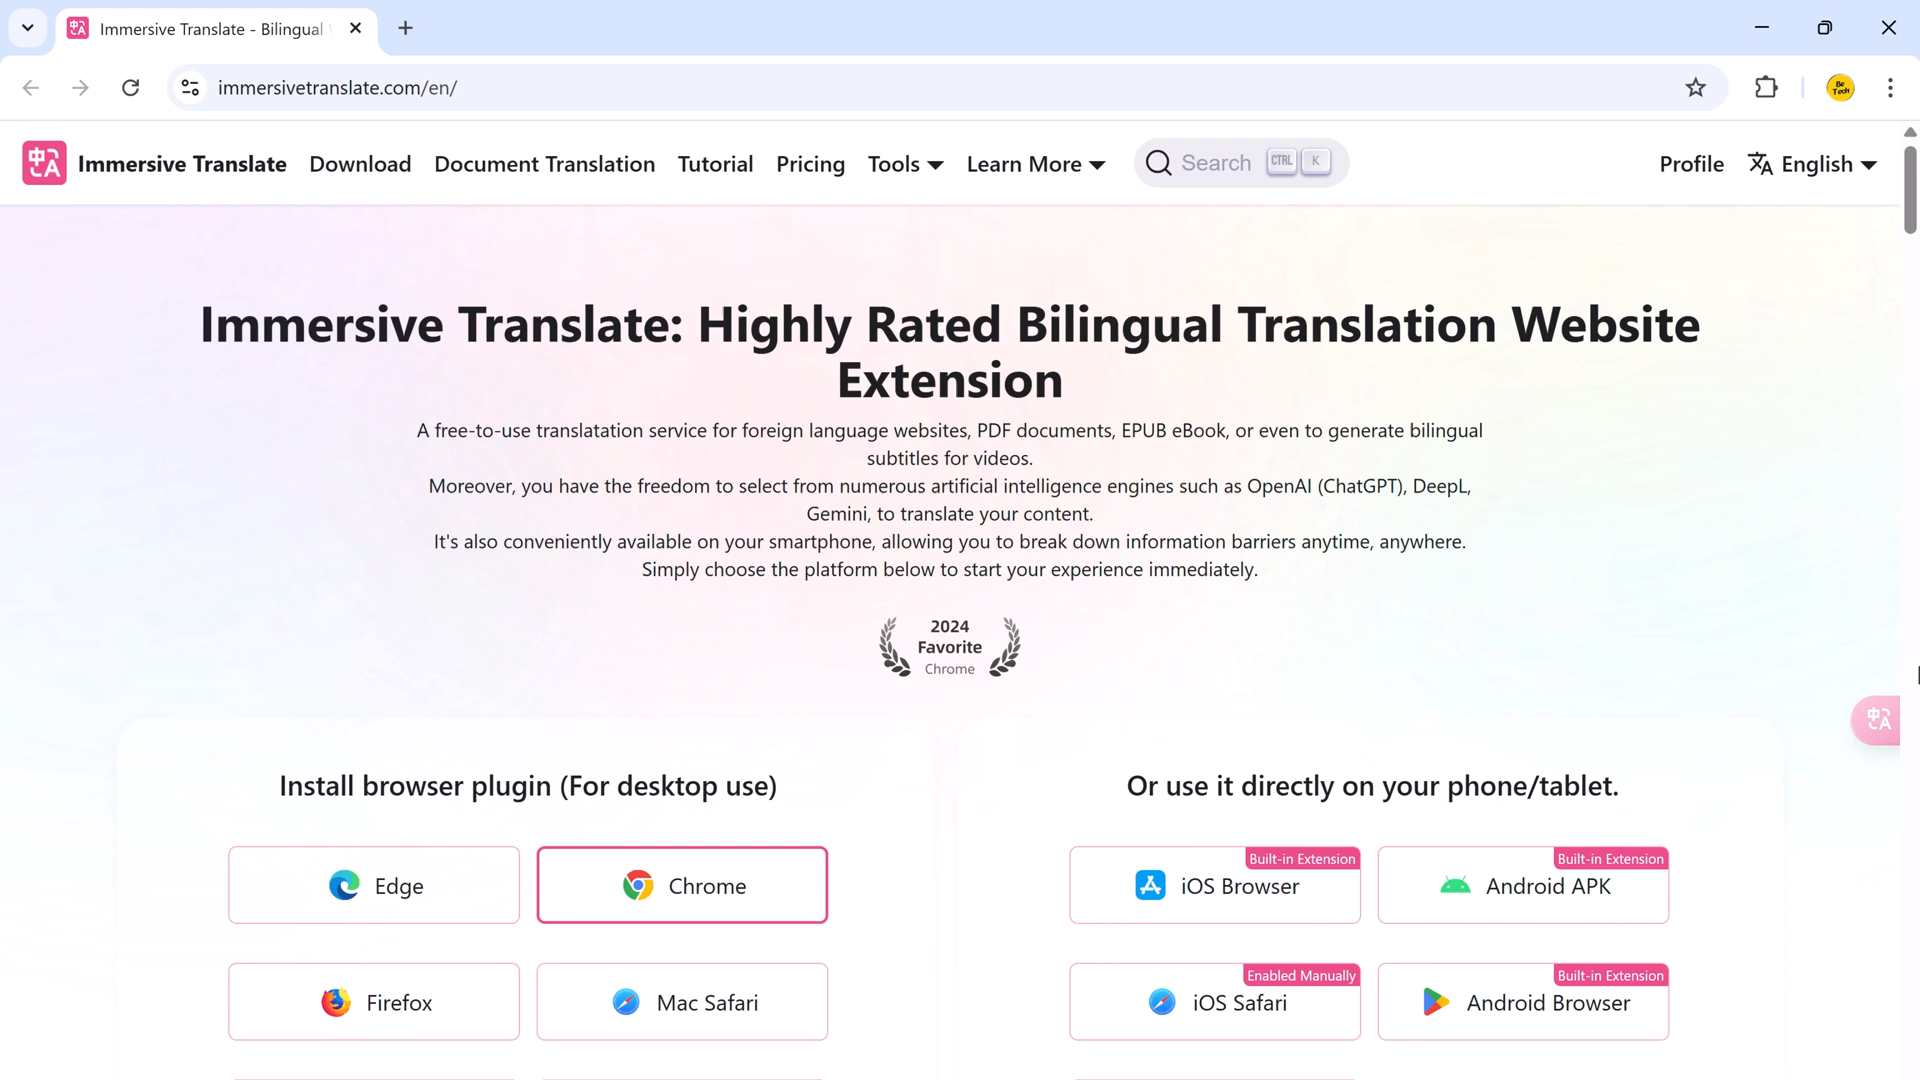 Immersive Translate - Bilingual
immersivetranslate.com/en/
Be
Tech
Immersive Translate Download Document Translation Tutorial Pricing Tools Learn More Search CTRL K Profile English
Immersive Translate: Highly Rated Bilingual Translation Website
Extension
A free-to-use translatation service for foreign language websites, PDF documents, EPUB eBook, or even to generate bilingual
subtitles for videos.
Moreover, you have the freedom to select from numerous artificial intelligence engines such as OpenAI (ChatGPT), DeepL,
Gemini, to translate your content.
It's also conveniently available on your smartphone, allowing you to break down information barriers anytime, anywhere.
Simply choose the platform below to start your experience immediately.
2024
Favorite
Chrome
Install browser plugin (For desktop use)
Edge
Chrome
Firefox
Mac Safari
Or use it directly on your phone/tablet.
Built-in Extension
iOS Browser
Built-in Extension
Android APK
Enabled Manually
iOS Safari
Built-in Extension
Android Browser